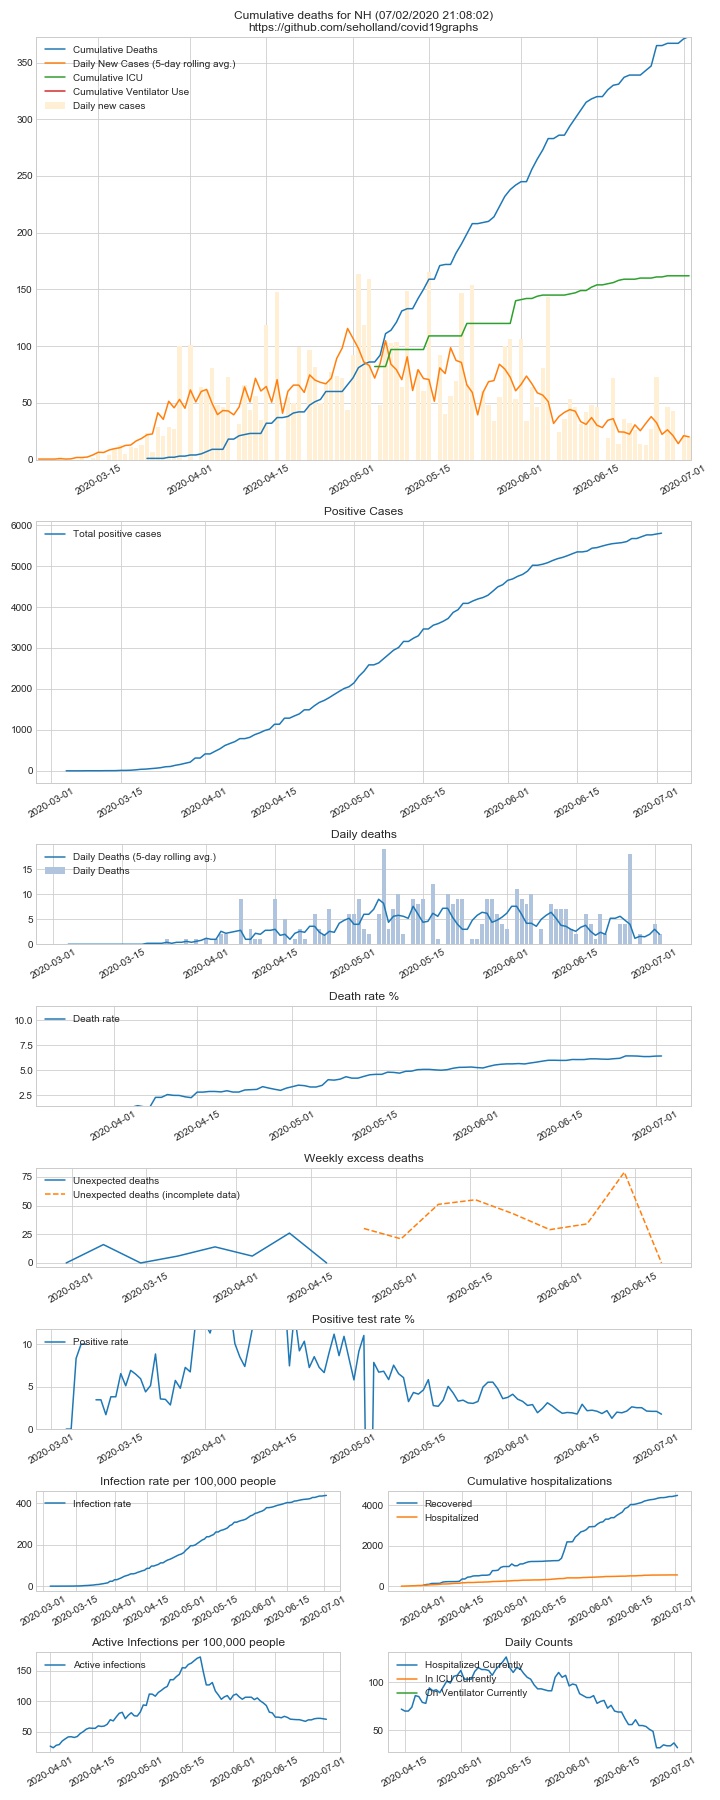 Cumulative deaths for NH (07/02/2020 21:08:02)
https://github.com/seholland/covid19graphs
Cumulative Deaths
Daily New Cases (5-day rolling avg.)
Cumulative ICU
Cumulative Ventilator Use
Daily new cases
350
300
250
200
150
100
50
0
2020-03-15 2020-04-01 2020-04-15 2020-05-01 2020-05-15 2020-06-01 2020-06-15 2020-07-01
Positive Cases
Total positive cases
6000
5000
4000
3000
2000
1000
0
2020-03-01 2020-03-15 2020-04-01 2020-04-15 2020-05-01 2020-05-15 2020-06-01 2020-06-15 2020-07-01
Daily deaths
Daily Deaths (5-day rolling avg.)
Daily Deaths
15
10
5
0
2020-03-01 2020-03-15 2020-04-01 2020-04-15 2020-05-01 2020-05-15 2020-06-01 2020-06-15 2020-07-01
Death rate %
Death rate
10.0
7.5
5.0
2.5
2020-04-01 2020-04-15 2020-05-01 2020-05-15 2020-06-01 2020-06-15 2020-07-01
Weekly excess deaths
Unexpected deaths
Unexpected deaths (incomplete data)
75
50
25
0
2020-03-01 2020-03-15 2020-04-01 2020-04-15 2020-05-01 2020-05-15 2020-06-01 2020-06-15
Positive test rate %
Positive rate
10
5
0
2020-03-01 2020-03-15 2020-04-01 2020-04-15 2020-05-01 2020-05-15 2020-06-01 2020-06-15 2020-07-01
Infection rate per 100,000 people
Infection rate
400
200
0
2020-03-01 2020-03-15 2020-04-01 2020-04-15 2020-05-01 2020-05-15 2020-06-01 2020-06-15 2020-07-01
Cumulative hospitalizations
Recovered
Hospitalized
4000
2000
0
2020-04-01 2020-04-15 2020-05-01 2020-05-15 2020-06-01 2020-06-15 2020-07-01
Active Infections per 100,000 people
Active infections
150
100
50
2020-04-01 2020-04-15 2020-05-01 2020-05-15 2020-06-01 2020-06-15 2020-07-01
Daily Counts
Hospitalized Currently
In ICU Currently
On Ventilator Currently
100
50
2020-04-15 2020-05-01 2020-05-15 2020-06-01 2020-06-15 2020-07-01